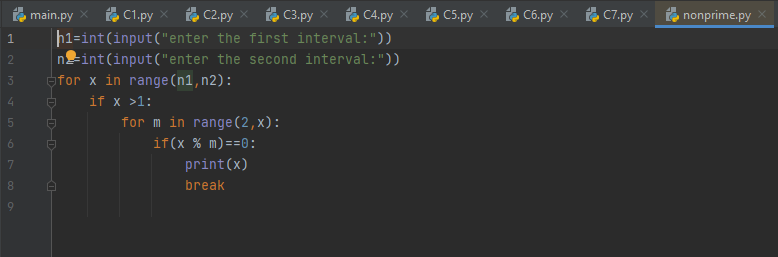 main.py C1.py C2.py C3.py C4.py C5.py C6.py C7.py nonprime.py
1 n1=int(input("enter the first interval:"))
2 n2=int(input("enter the second interval:"))
3 for x in range(n1,n2):
4 if x >1:
5 for m in range(2,x):
6 if(x % m)==0:
7 print(x)
8 break
9